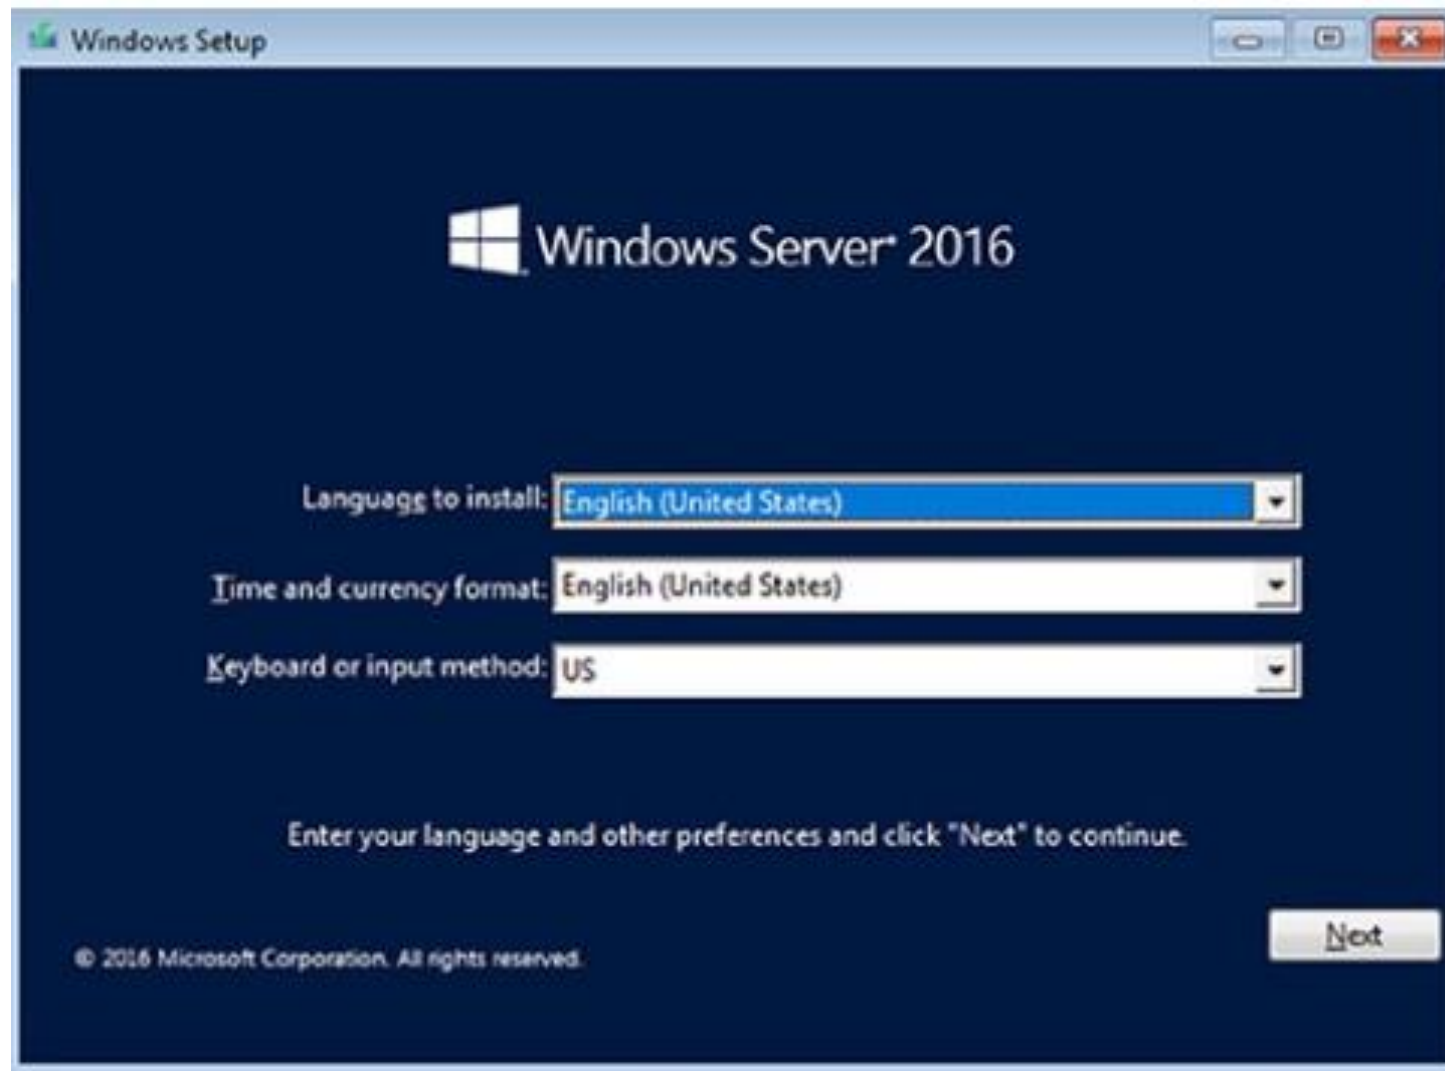 Windows Setup
Windows Server® 2016
Language to install: English (United States)
Time and currency format: English (United States)
Keyboard or input method: US
Enter your language and other preferences and click "Next" to continue.
Next
© 2016 Microsoft Corporation. All rights reserved.